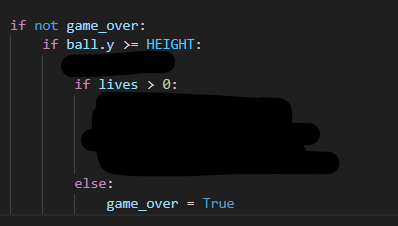 if not game_over:
    if ball.y >= HEIGHT:
        if lives > 0:
        else:
            game_over = True